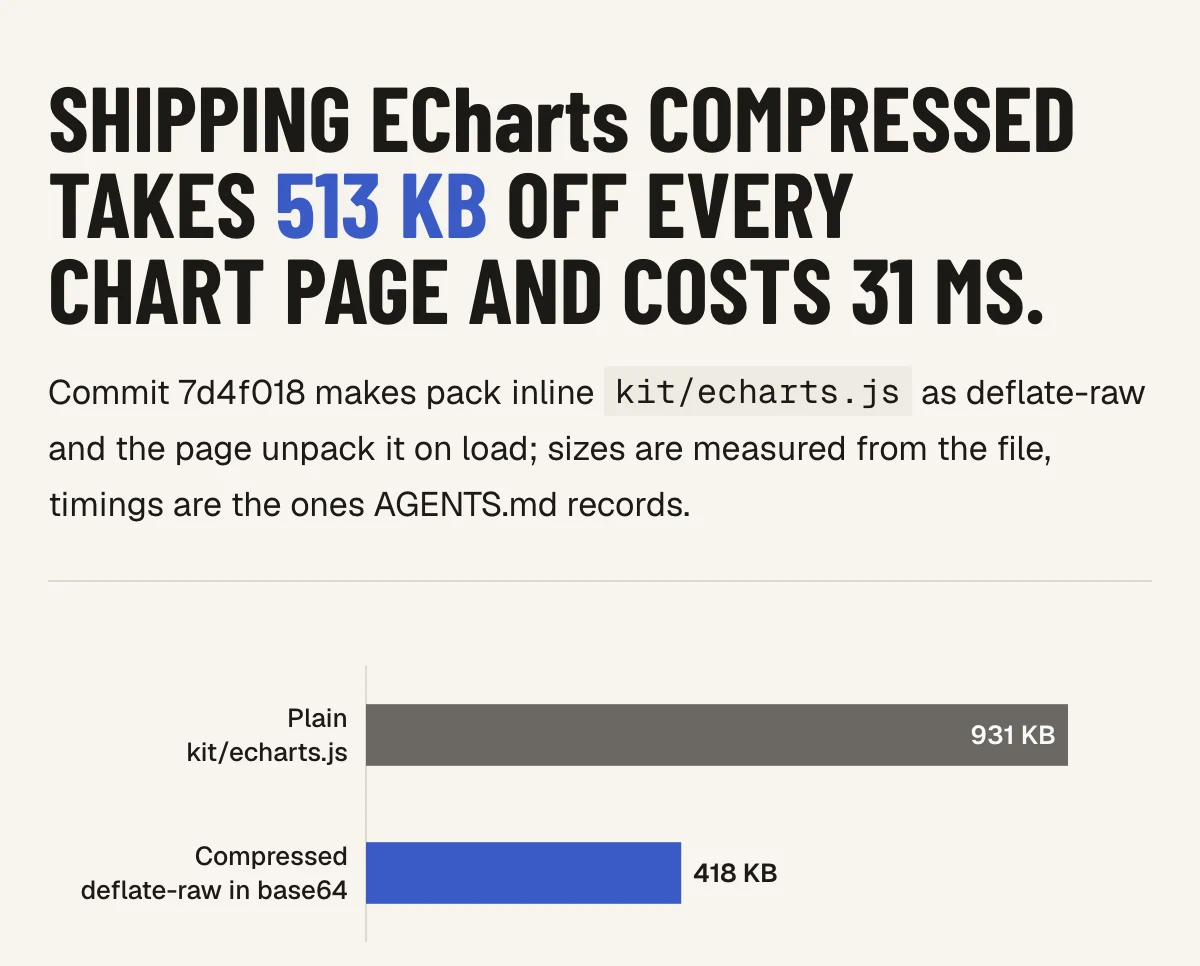 SHIPPING ECharts COMPRESSED
TAKES 513 KB OFF EVERY
CHART PAGE AND COSTS 31 MS.
Commit 7d4f018 makes pack inline kit/echarts.js as deflate-raw
and the page unpack it on load; sizes are measured from the file,
timings are the ones AGENTS.md records.
Plain
kit/echarts.js
931 KB
Compressed
deflate-raw in base64
418 KB